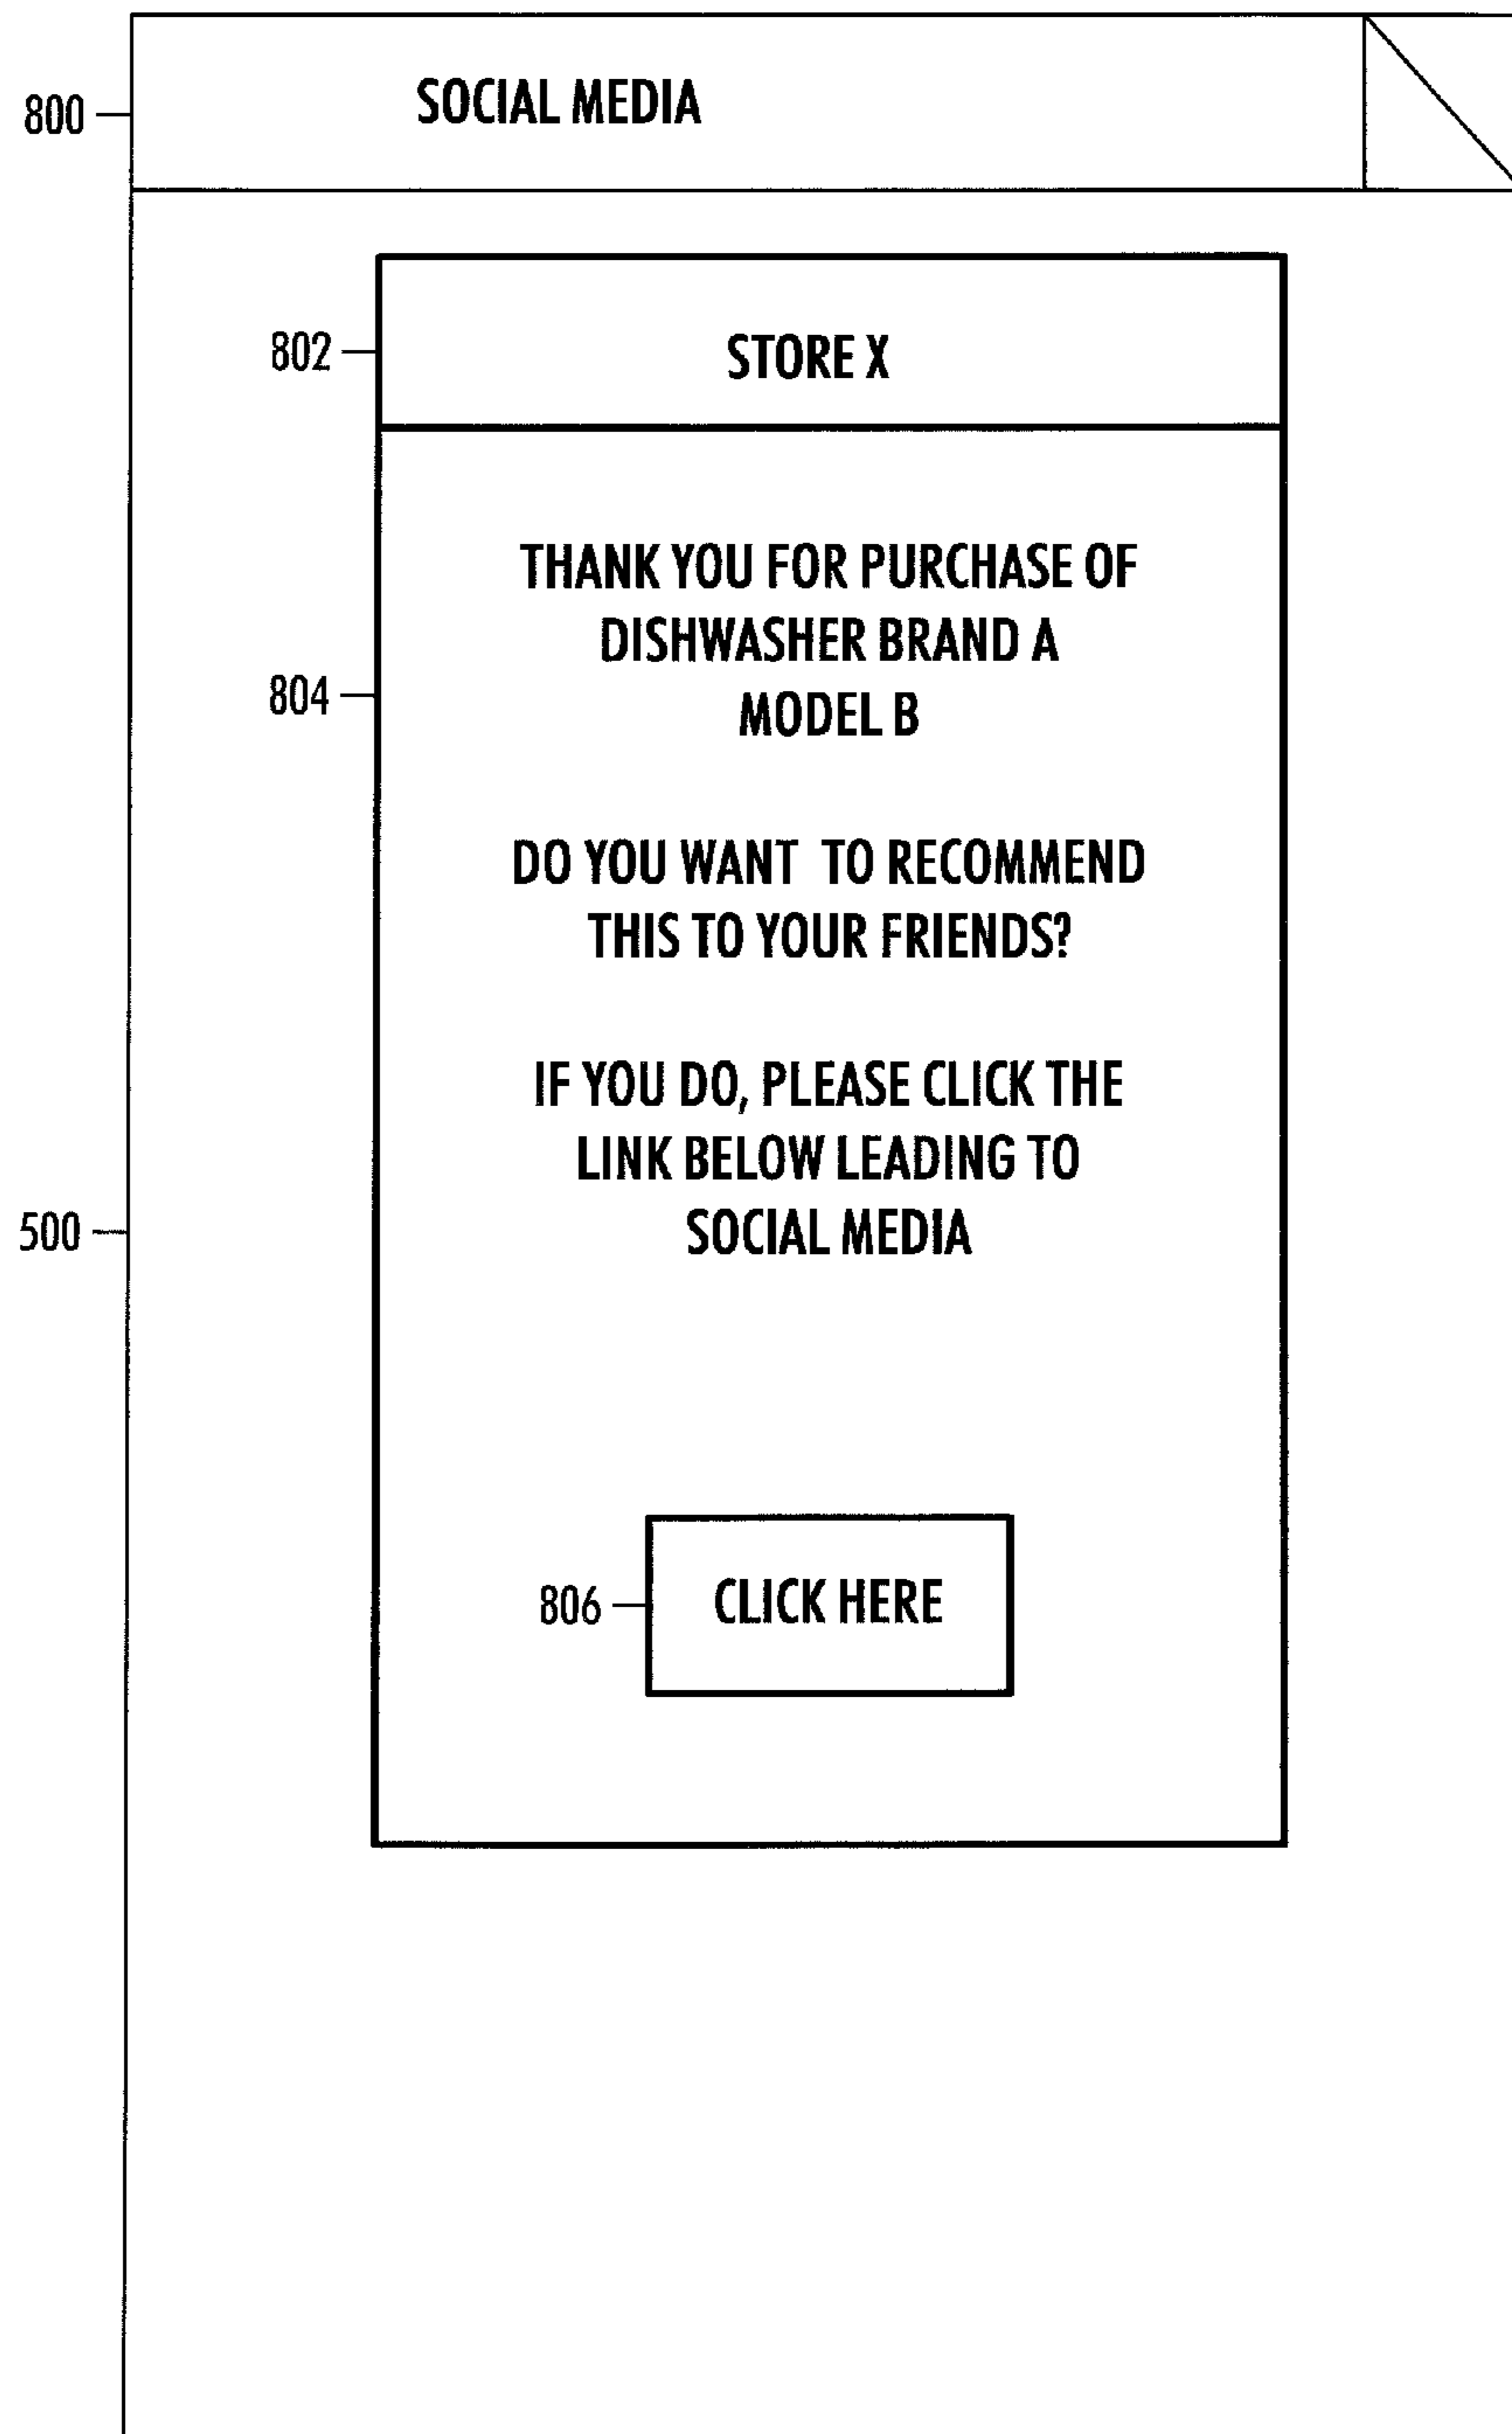 800
SOCIAL MEDIA
802
STORE X
THANK YOU FOR PURCHASE OF
DISHWASHER BRAND A
804
MODEL B
DO YOU WANT TO RECOMMEND
THIS TO YOUR FRIENDS?
IF YOU DO, PLEASE CLICK THE
LINK BELOW LEADING TO
500
SOCIAL MEDIA
806
CLICK HERE